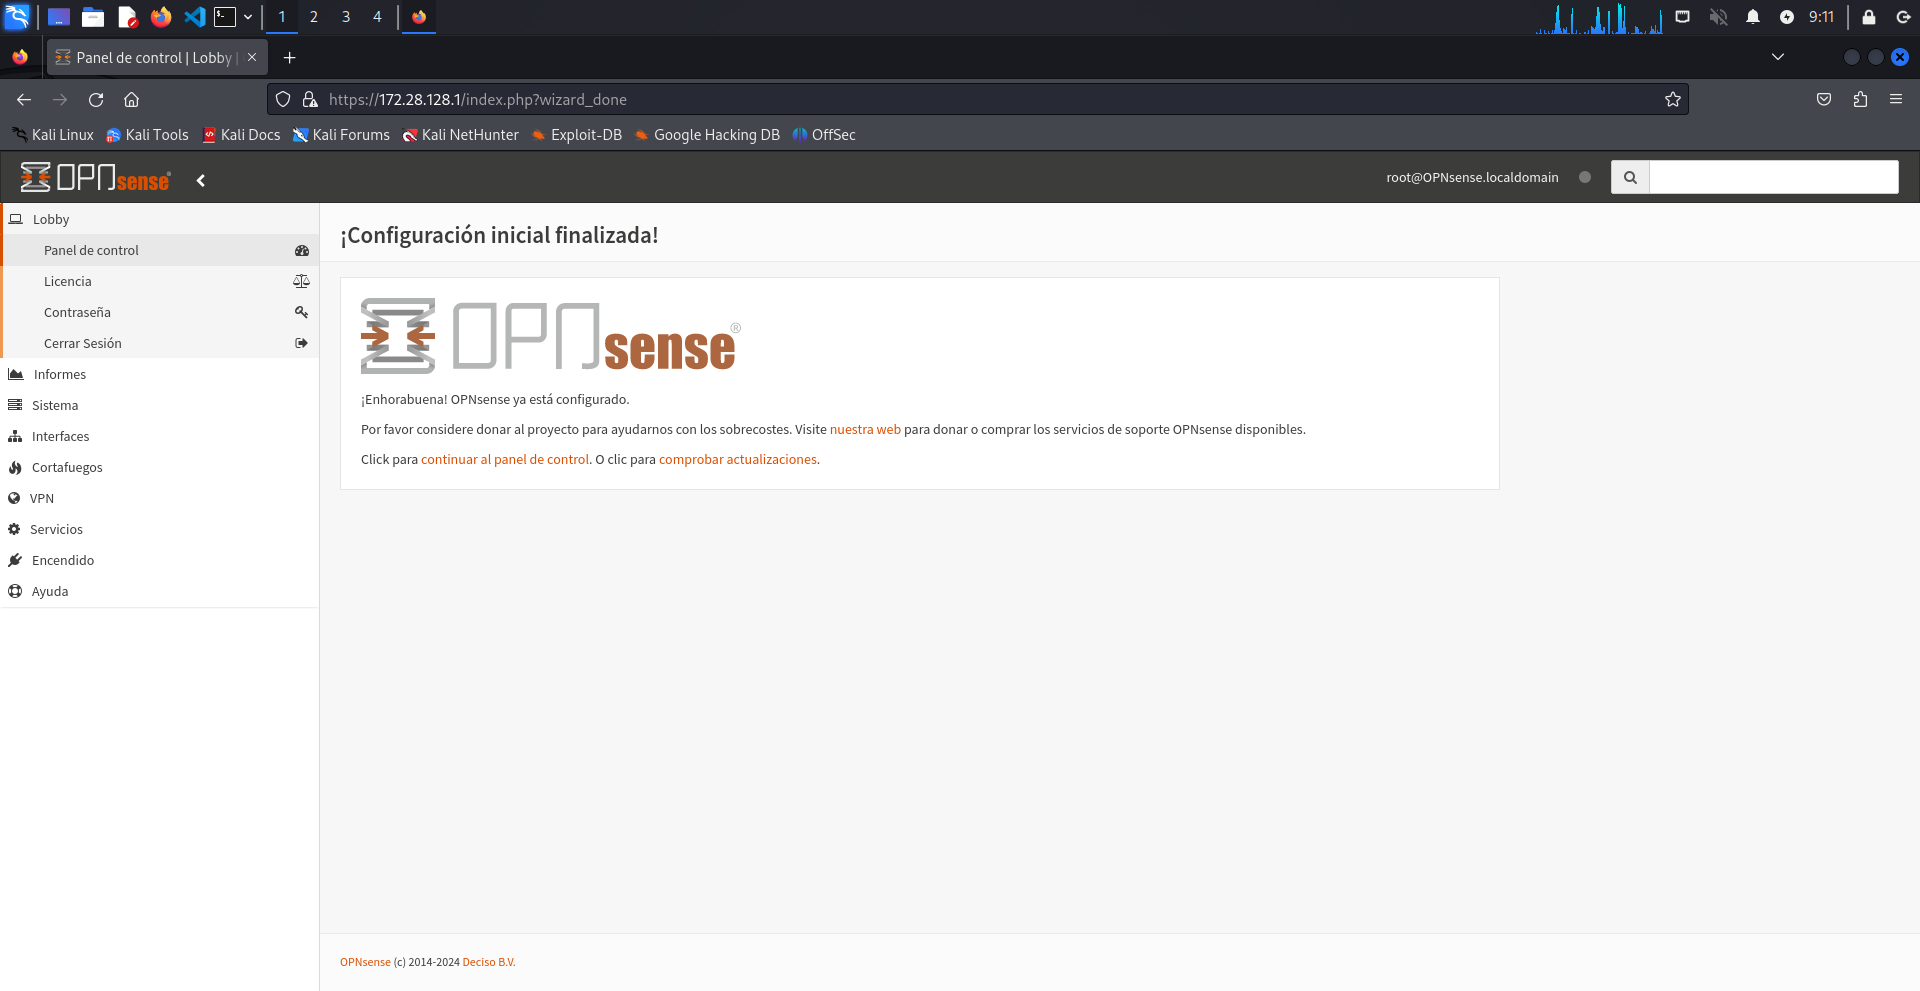 1 2 3 4
9:11
Panel de control | Lobby |
https://172.28.128.1/index.php?wizard_done
Kali Linux Kali Tools Kali Docs Kali Forums Kali NetHunter Exploit-DB Google Hacking DB OffSec
OPNsense®
root@OPNsense.localdomain
Lobby
Panel de control
Licencia
Contraseña
Cerrar Sesión
Informes
Sistema
Interfaces
Cortafuegos
VPN
Servicios
Encendido
Ayuda
¡Configuración inicial finalizada!
OPNsense®
¡Enhorabuena! OPNsense ya está configurado.
Por favor considere donar al proyecto para ayudarnos con los sobrecostes. Visite nuestra web para donar o comprar los servicios de soporte OPNsense disponibles.
Click para continuar al panel de control. O clic para comprobar actualizaciones.
OPNsense (c) 2014-2024 Deciso B.V.